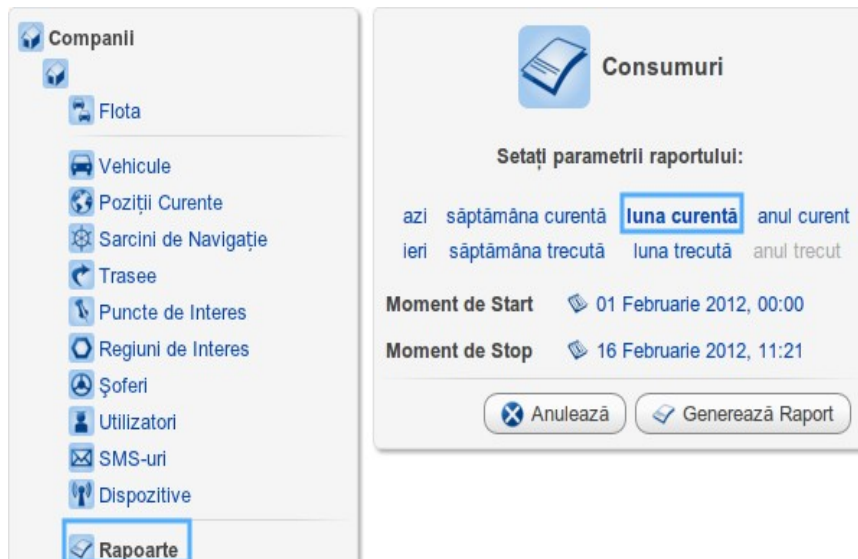 Companii
Flota
Vehicule
Poziții Curente
Sarcini de Navigație
Trasee
Puncte de Interes
Regiuni de Interes
Şoferi
Utilizatori
SMS-uri
Dispozitive
Rapoarte
Consumuri
Setați parametrii raportului:
azi săptămâna curentă luna curentă anul curent
ieri săptămâna trecută luna trecută anul trecut
Moment de Start 01 Februarie 2012, 00:00
Moment de Stop 16 Februarie 2012, 11:21
Anulează Generează Raport